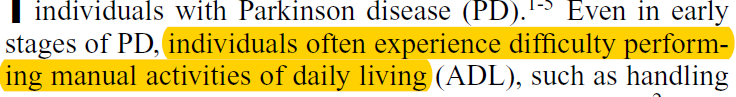 individuals with Parkinson disease (PD).1-5 Even in early
stages of PD, individuals often experience difficulty perform-
ing manual activities of daily living (ADL), such as handling
2